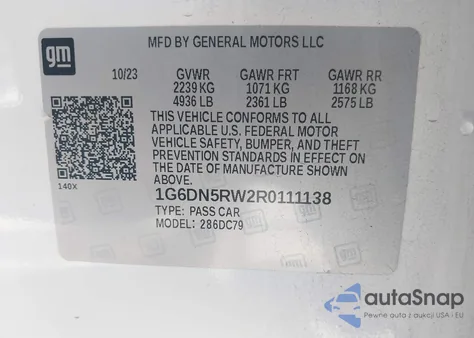 gm
MFD BY GENERAL MOTORS LLC
10/23 GVWR GAWR FRT GAWR RR
2239 KG 1071 KG 1168 KG
4936 LB 2361 LB 2575 LB
THIS VEHICLE CONFORMS TO ALL
APPLICABLE U.S. FEDERAL MOTOR
VEHICLE SAFETY, BUMPER, AND THEFT
PREVENTION STANDARDS IN EFFECT ON
THE DATE OF MANUFACTURE SHOWN
ABOVE.
140X
1G6DN5RW2R0111138
TYPE: PASS CAR
MODEL: 286DC79
autoSnap
Pewne auta z aukcji USA i EU